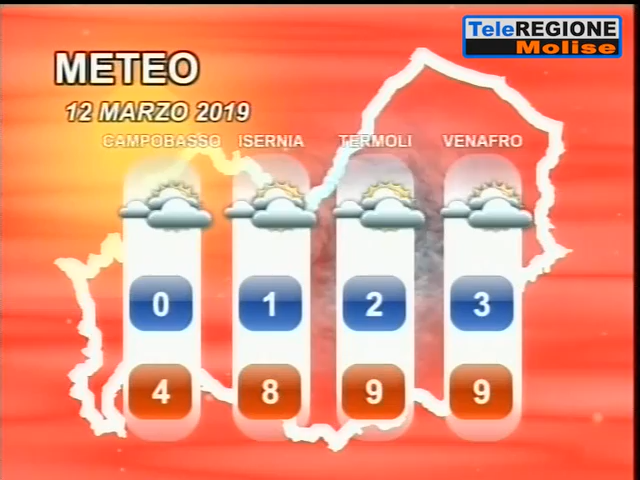 TeleREGIONE
Molise
METEO
12 MARZO 2019
CAMPOBASSO ISERNIA TERMOLI VENAFRO
0 1 2 3
4 8 9 9